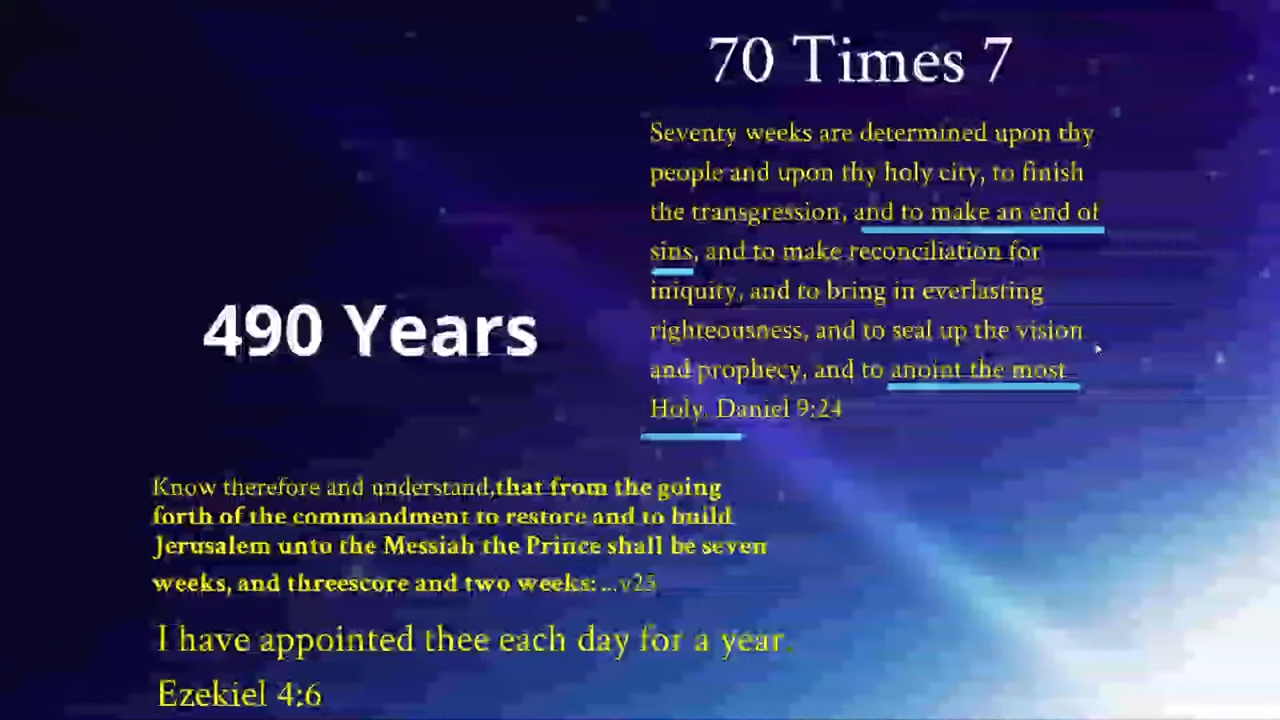 70 Times 7
Seventy weeks are determined upon thy
people and upon thy holy city, to finish
the transgression, and to make an end of
sins, and to make reconciliation for
iniquity, and to bring in everlasting
righteousness, and to seal up the vision
and prophecy, and to anoint the most
Holy. Daniel 9:24
490 Years
Know therefore and understand,that from the going
forth of the commandment to restore and to build
Jerusalem unto the Messiah the Prince shall be seven
weeks, and threescore and two weeks:...v25
I have appointed thee each day for a year.
Ezekiel 4:6